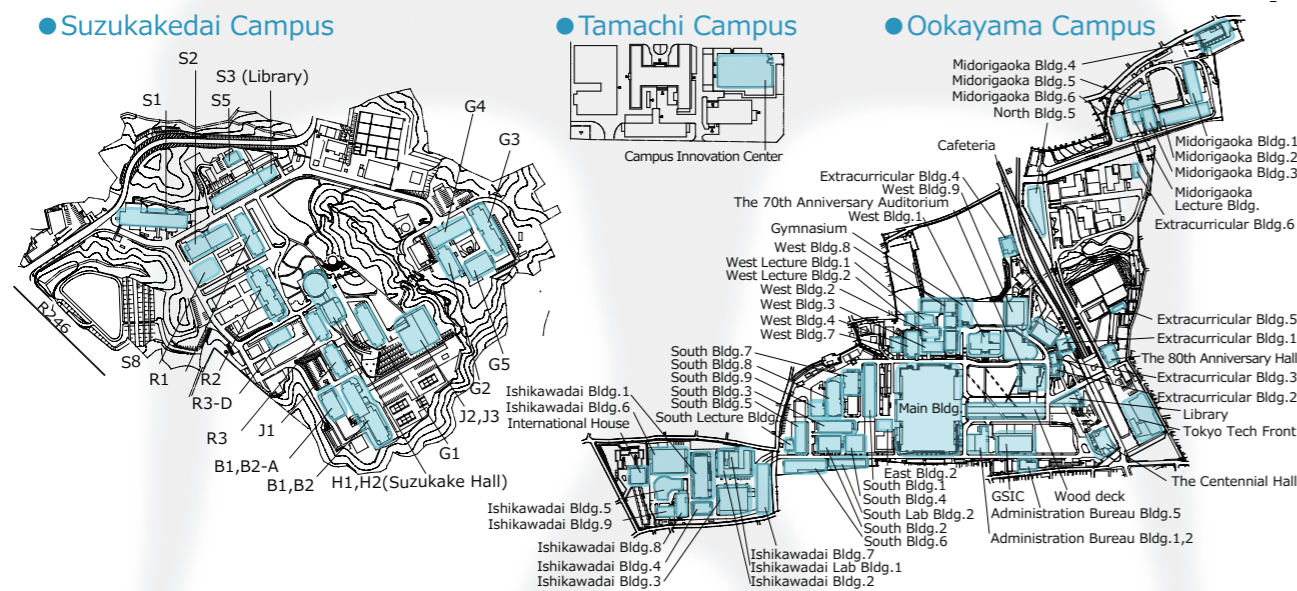 ● Suzukakedai Campus
S2
S3 (Library)
S1
S5
G4
G3
R246
S8
R1
R2
R3-D
R3
J1
B1,B2-A
B1,B2
H1,H2(Suzukake Hall)
G1
J2,J3
G2
G5
● Tamachi Campus
Campus Innovation Center
● Ookayama Campus
Midorigaoka Bldg.4
Midorigaoka Bldg.5
Midorigaoka Bldg.6
North Bldg.5
Cafeteria
Extracurricular Bldg.4
West Bldg.9
The 70th Anniversary Auditorium
West Bldg.1
Gymnasium
West Bldg.8
West Lecture Bldg.1
West Lecture Bldg.2
West Bldg.2
West Bldg.3
West Bldg.4
West Bldg.7
South Bldg.7
South Bldg.8
South Bldg.9
South Bldg.3
South Bldg.5
South Lecture Bldg.
Ishikawadai Bldg.1
Ishikawadai Bldg.6
International House
Main Bldg.
Midorigaoka Bldg.1
Midorigaoka Bldg.2
Midorigaoka Bldg.3
Midorigaoka
Lecture Bldg.
Extracurricular Bldg.6
Extracurricular Bldg.5
Extracurricular Bldg.1
The 80th Anniversary Hall
Extracurricular Bldg.3
Extracurricular Bldg.2
Library
Tokyo Tech Front
The Centennial Hall
Wood deck
GSIC
Administration Bureau Bldg.5
Administration Bureau Bldg.1,2
East Bldg.2
South Bldg.1
South Bldg.4
South Lab Bldg.2
South Bldg.2
South Bldg.6
Ishikawadai Bldg.5
Ishikawadai Bldg.9
Ishikawadai Bldg.8
Ishikawadai Bldg.4
Ishikawadai Bldg.3
Ishikawadai Bldg.7
Ishikawadai Lab Bldg.1
Ishikawadai Bldg.2